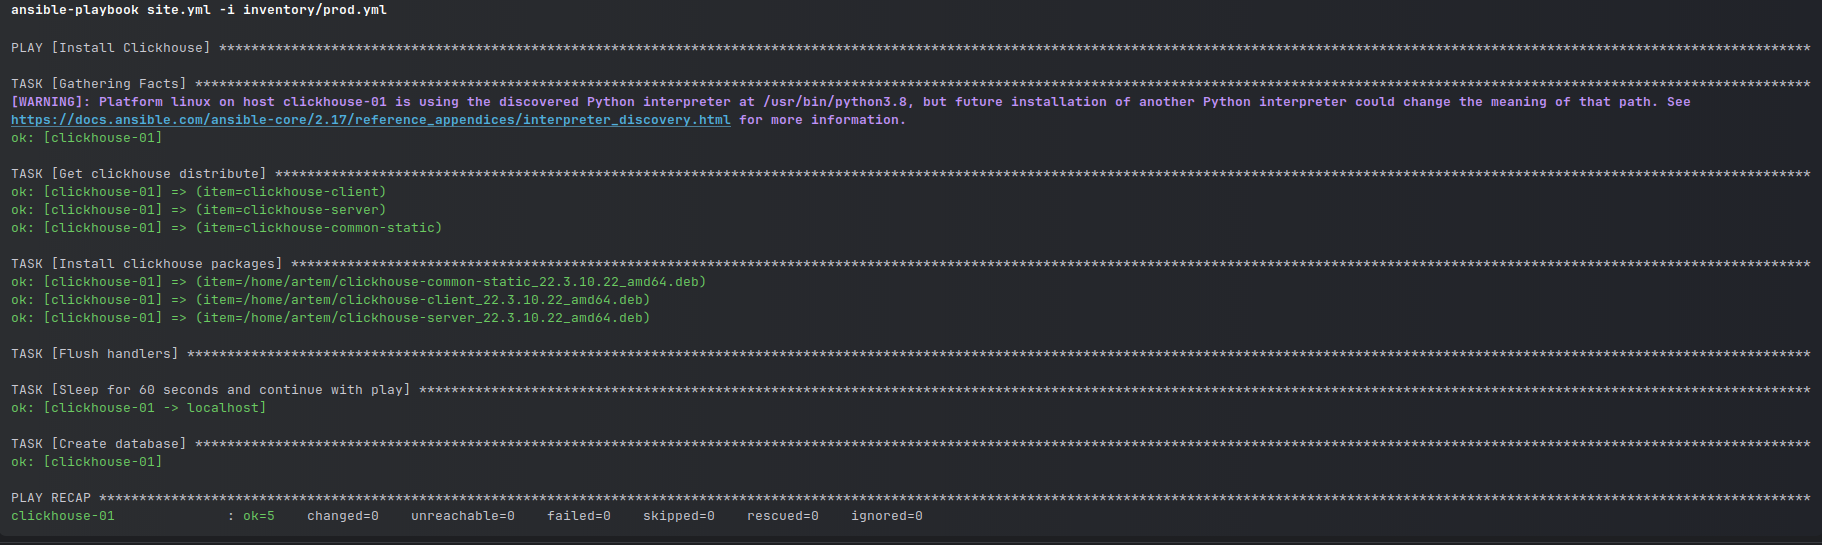 ansible-playbook site.yml -i inventory/prod.yml
PLAY [Install Clickhouse] *******************************************************************************************************************************************************************************************************
TASK [Gathering Facts] **********************************************************************************************************************************************************************************************************
[WARNING]: Platform linux on host clickhouse-01 is using the discovered Python interpreter at /usr/bin/python3.8, but future installation of another Python interpreter could change the meaning of that path. See
https://docs.ansible.com/ansible-core/2.17/reference_appendices/interpreter_discovery.html for more information.
ok: [clickhouse-01]
TASK [Get clickhouse distribute] ************************************************************************************************************************************************************************************************
ok: [clickhouse-01] => (item=clickhouse-client)
ok: [clickhouse-01] => (item=clickhouse-server)
ok: [clickhouse-01] => (item=clickhouse-common-static)
TASK [Install clickhouse packages] **********************************************************************************************************************************************************************************************
ok: [clickhouse-01] => (item=/home/artem/clickhouse-common-static_22.3.10.22_amd64.deb)
ok: [clickhouse-01] => (item=/home/artem/clickhouse-client_22.3.10.22_amd64.deb)
ok: [clickhouse-01] => (item=/home/artem/clickhouse-server_22.3.10.22_amd64.deb)
TASK [Flush handlers] ***********************************************************************************************************************************************************************************************************
TASK [Sleep for 60 seconds and continue with play] ******************************************************************************************************************************************************************************
ok: [clickhouse-01 -> localhost]
TASK [Create database] **********************************************************************************************************************************************************************************************************
ok: [clickhouse-01]
PLAY RECAP **********************************************************************************************************************************************************************************************************************
clickhouse-01              : ok=5    changed=0    unreachable=0    failed=0    skipped=0    rescued=0    ignored=0